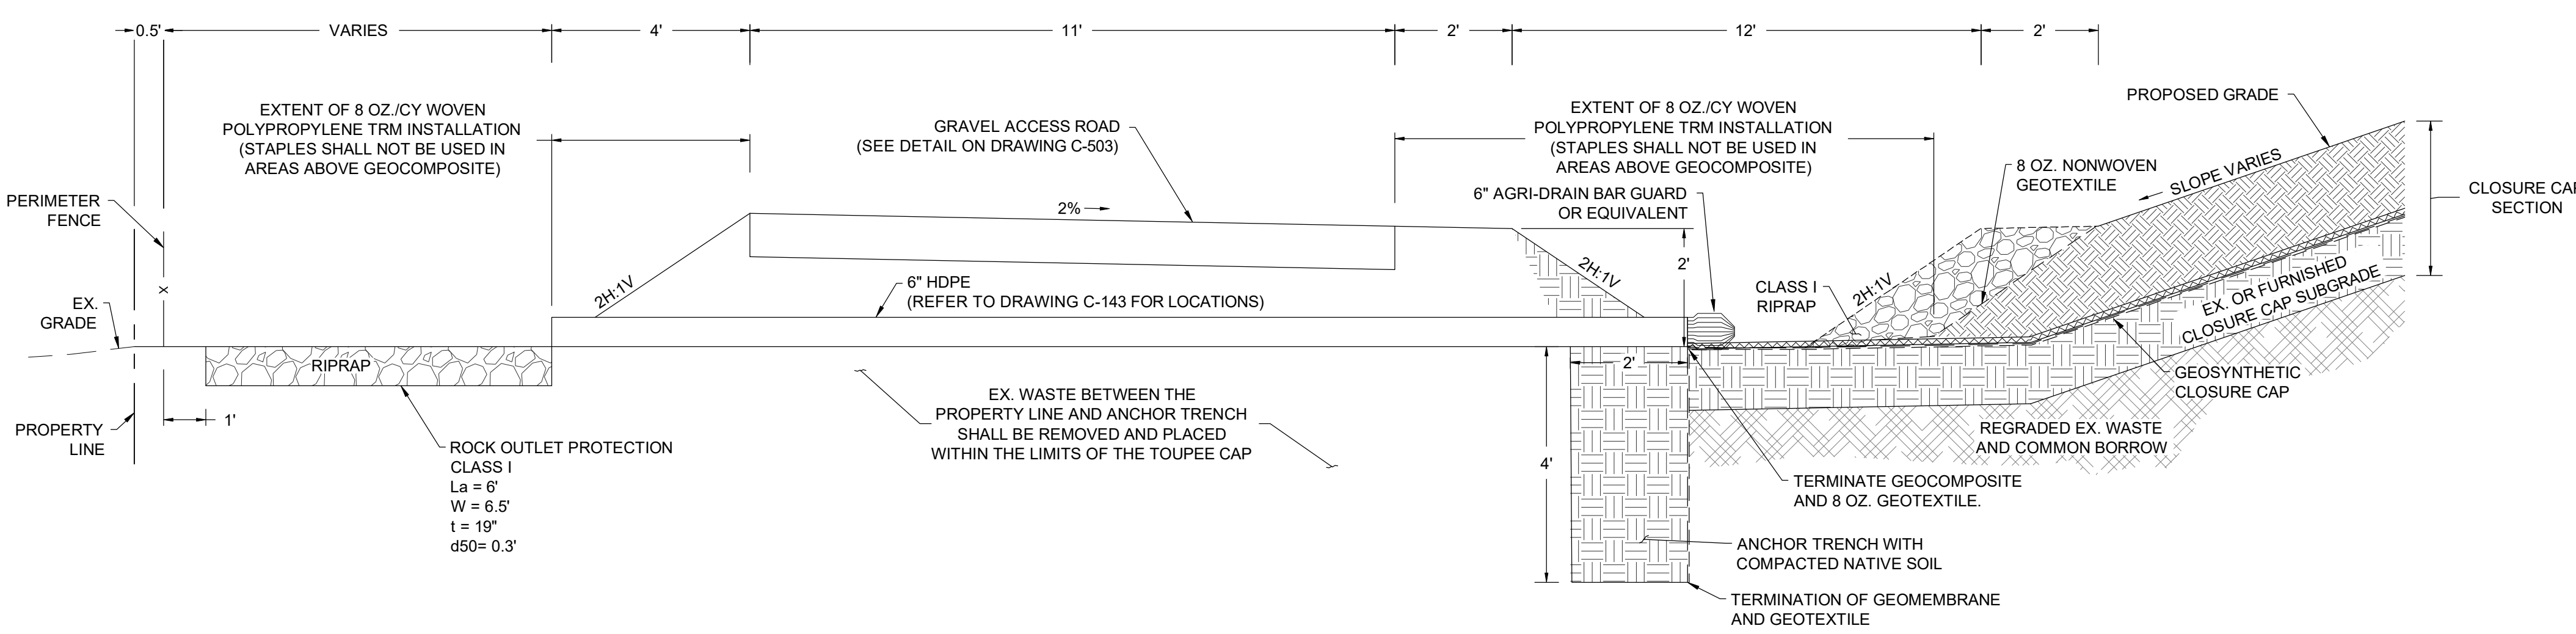 0.5'
VARIES
4'
11'
2'
12'
2'
EXTENT OF 8 OZ./CY WOVEN
POLYPROPYLENE TRM INSTALLATION
(STAPLES SHALL NOT BE USED IN
AREAS ABOVE GEOCOMPOSITE)
GRAVEL ACCESS ROAD
(SEE DETAIL ON DRAWING C-503)
EXTENT OF 8 OZ./CY WOVEN
POLYPROPYLENE TRM INSTALLATION
(STAPLES SHALL NOT BE USED IN
AREAS ABOVE GEOCOMPOSITE)
PROPOSED GRADE
8 OZ. NONWOVEN
GEOTEXTILE
SLOPE VARIES
CLOSURE CAP
SECTION
PERIMETER
FENCE
6" AGRI-DRAIN BAR GUARD
OR EQUIVALENT
2%
2H:1V
6" HDPE
(REFER TO DRAWING C-143 FOR LOCATIONS)
2H:1V
2'
CLASS I
RIPRAP
2H:1V
EX. OR FURNISHED
CLOSURE CAP SUBGRADE
X
EX.
GRADE
RIPRAP
2'
GEOSYNTHETIC
CLOSURE CAP
1'
PROPERTY
LINE
EX. WASTE BETWEEN THE
PROPERTY LINE AND ANCHOR TRENCH
SHALL BE REMOVED AND PLACED
WITHIN THE LIMITS OF THE TOUPEE CAP
REGRADED EX. WASTE
AND COMMON BORROW
ROCK OUTLET PROTECTION
CLASS I
La = 6'
W = 6.5'
t = 19"
d50= 0.3'
4'
TERMINATE GEOCOMPOSITE
AND 8 OZ. GEOTEXTILE.
ANCHOR TRENCH WITH
COMPACTED NATIVE SOIL
TERMINATION OF GEOMEMBRANE
AND GEOTEXTILE